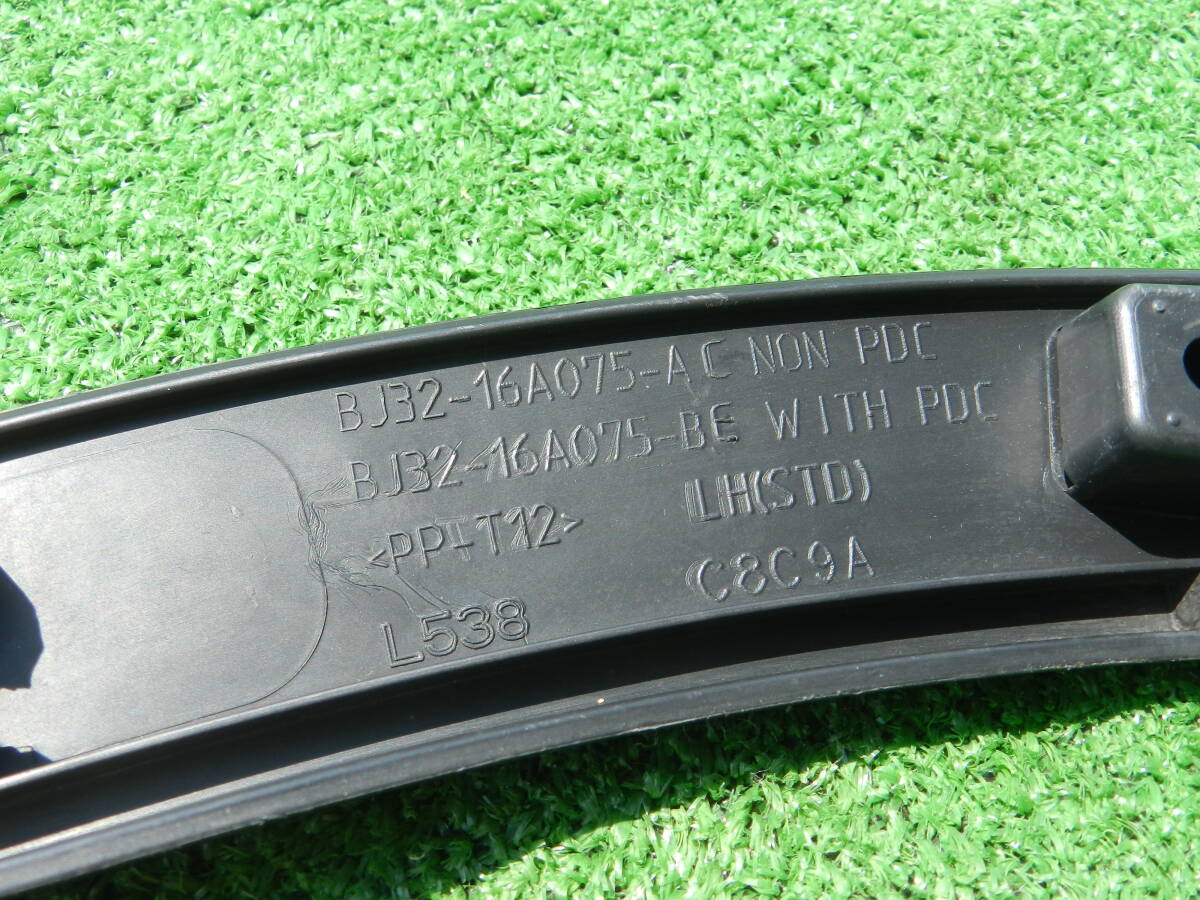 BJ32-16A075-AC NON PDC
BJ32-16A075-BE WITH PDC
<PP-T12> LH(STD)
L538 C8C9A